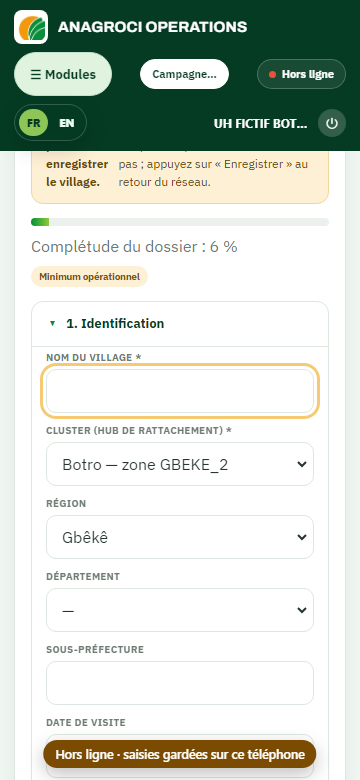 ANAGROCI OPERATIONS
☰ Modules
Campagne...
Hors ligne
FR
EN
UH FICTIF BOT...
enregistrer pas ; appuyez sur « Enregistrer » au
le village. retour du réseau.
Complétude du dossier : 6 %
Minimum opérationnel
▼ 1. Identification
NOM DU VILLAGE *
CLUSTER (HUB DE RATTACHEMENT) *
Botro — zone GBEKE_2
RÉGION
Gbêkê
DÉPARTEMENT
—
SOUS-PRÉFECTURE
DATE DE VISITE
Hors ligne · saisies gardées sur ce téléphone